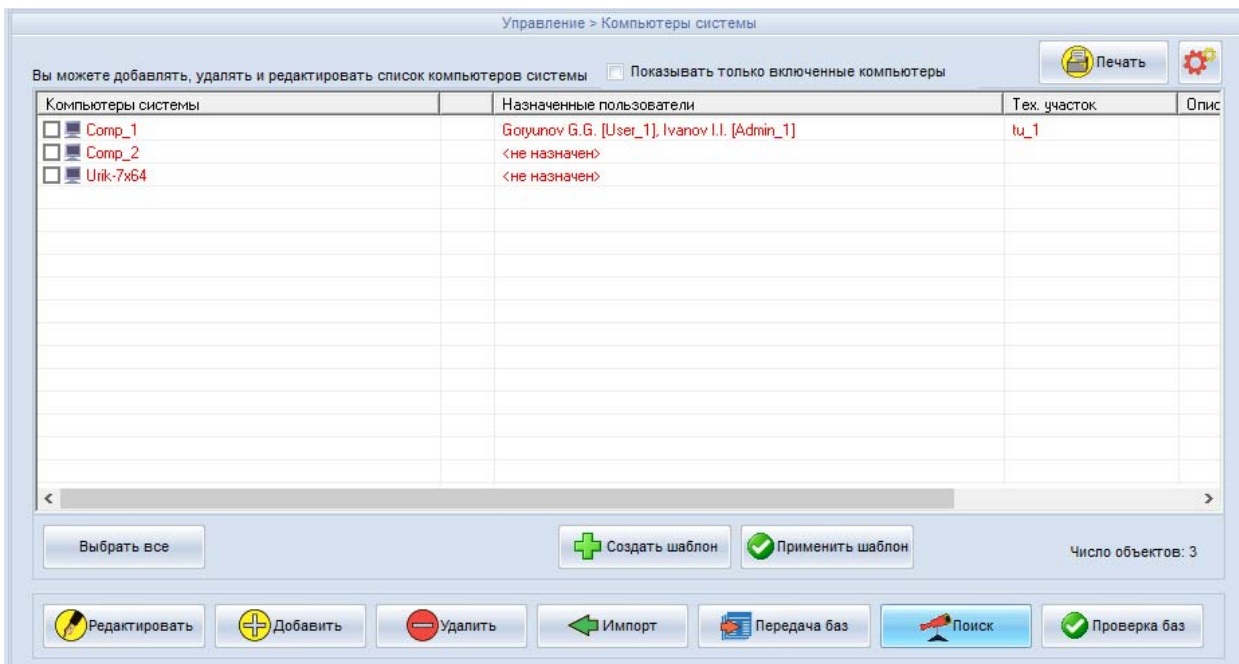 Управление > Компьютеры системы
Печать
Вы можете добавлять, удалять и редактировать список компьютеров системы Показывать только включенные компьютеры
Компьютеры системы Назначенные пользователи Тех. участок Опис
Comp_1 Goryunov G.G. [User_1], Ivanov I.I. [Admin_1] tu_1
Comp_2 <не назначен>
Urik-7x64 <не назначен>
Выбрать все Создать шаблон Применить шаблон Число объектов: 3
Редактировать Добавить Удалить Импорт Передача баз Поиск Проверка баз